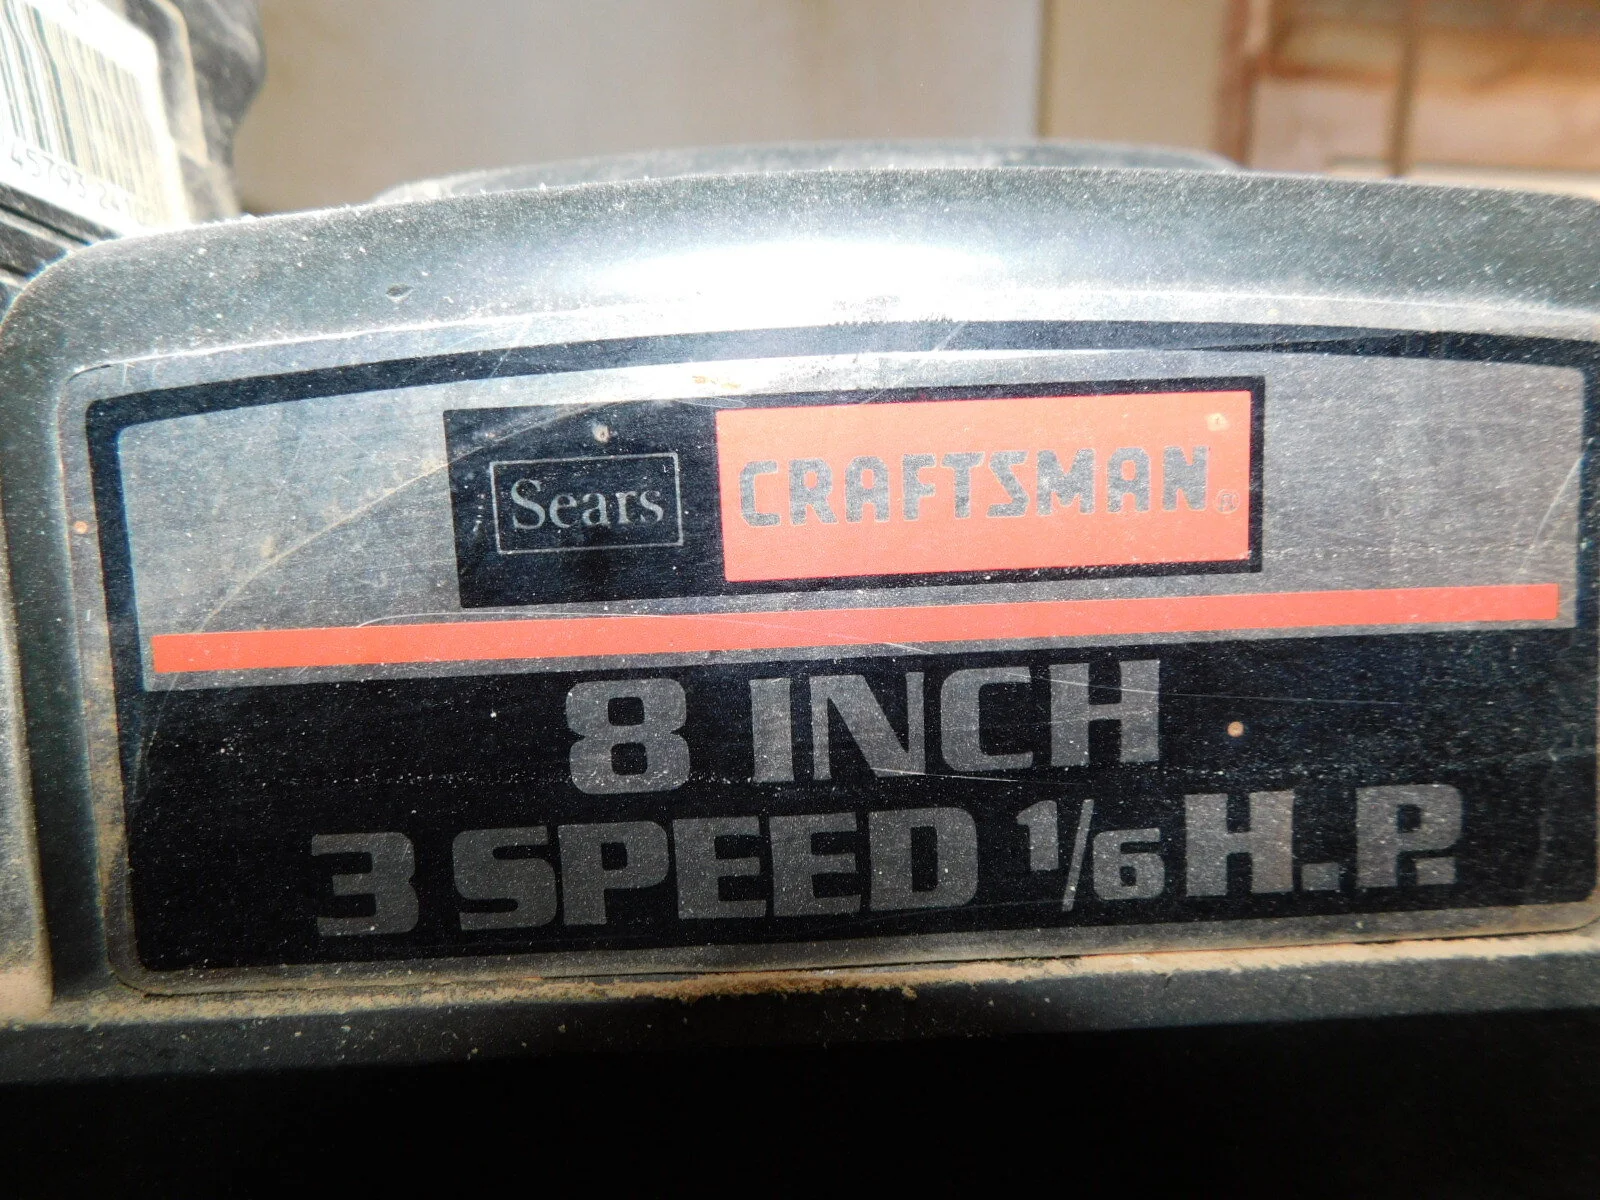 Sears CRAFTSMAN®
8 INCH
3 SPEED 1/6 H.P.